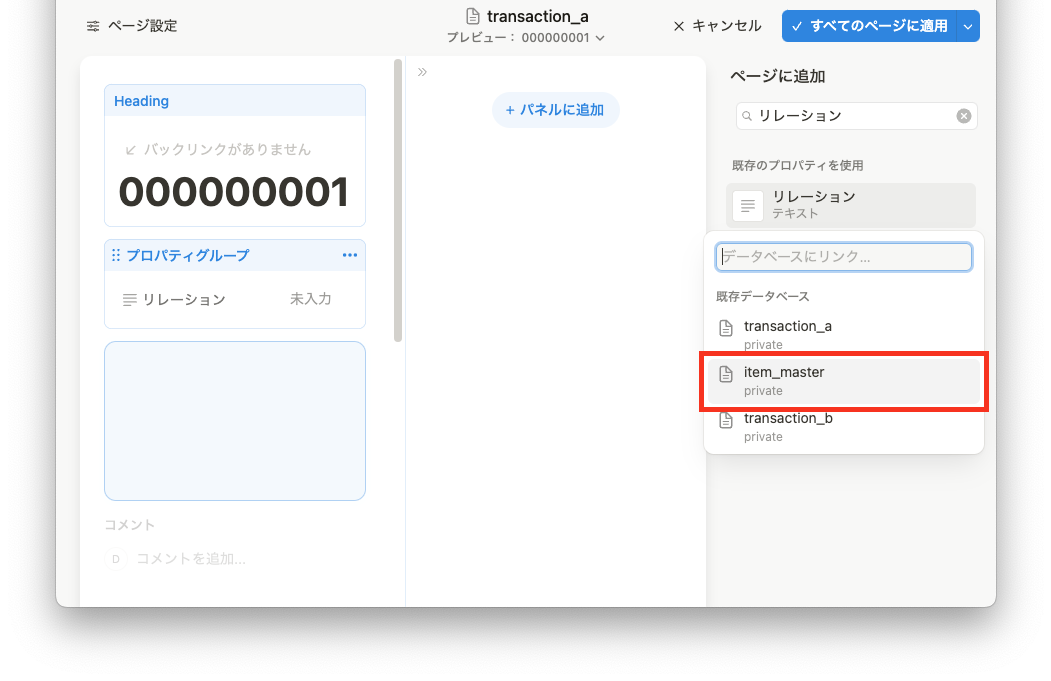 ページ設定
transaction_a
プレビュー： 000000001
× キャンセル
✓ すべてのページに適用
Heading
バックリンクがありません
000000001
プロパティグループ
リレーション 未入力
コメント
D コメントを追加...
+ パネルに追加
ページに追加
リレーション
既存のプロパティを使用
リレーション
テキスト
データベースにリンク...
既存データベース
transaction_a
private
item_master
private
transaction_b
private